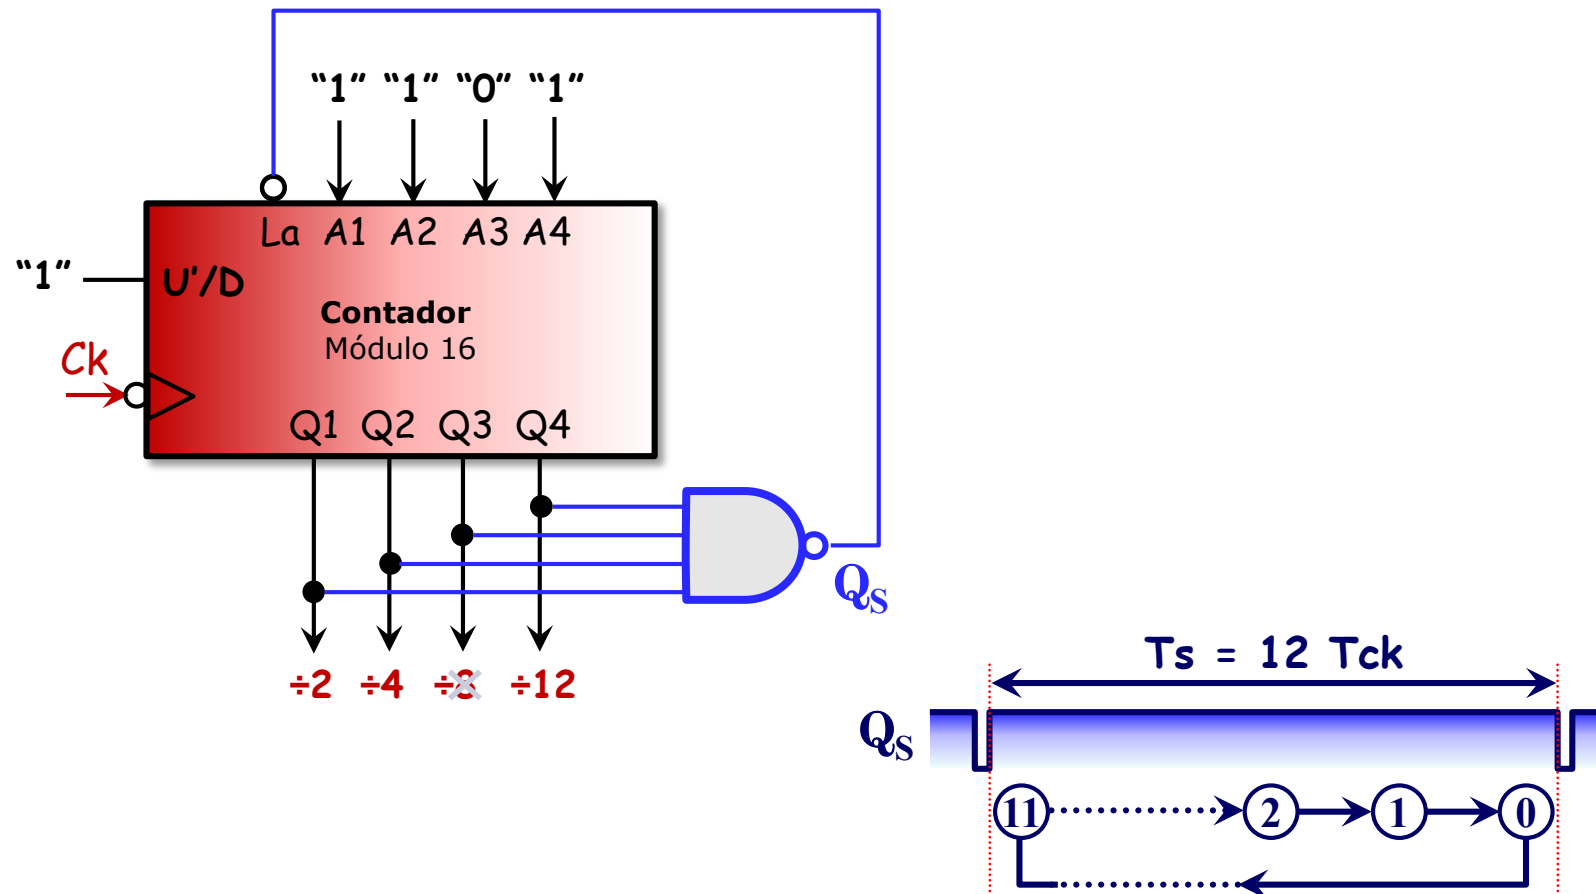 “1” “1” “0” “1”
La A1 A2 A3 A4
“1”
U'/D
Contador
Módulo 16
Ck
Q1 Q2 Q3 Q4
QS
÷2 ÷4 ÷8 ÷12
Ts = 12 Tck
QS
11 2 1 0